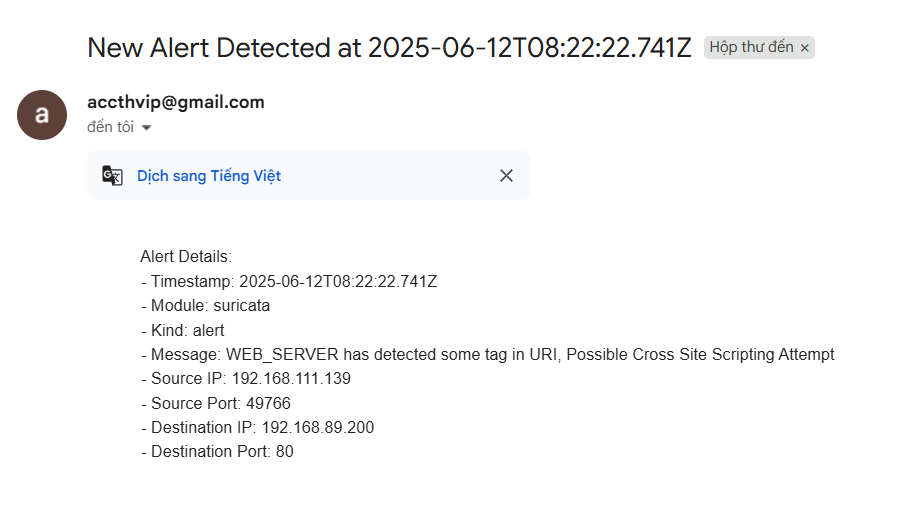 New Alert Detected at 2025-06-12T08:22:22.741Z Hộp thư đến ×
a
accthvip@gmail.com
đến tôi
Dịch sang Tiếng Việt
Alert Details:
- Timestamp: 2025-06-12T08:22:22.741Z
- Module: suricata
- Kind: alert
- Message: WEB_SERVER has detected some tag in URI, Possible Cross Site Scripting Attempt
- Source IP: 192.168.111.139
- Source Port: 49766
- Destination IP: 192.168.89.200
- Destination Port: 80